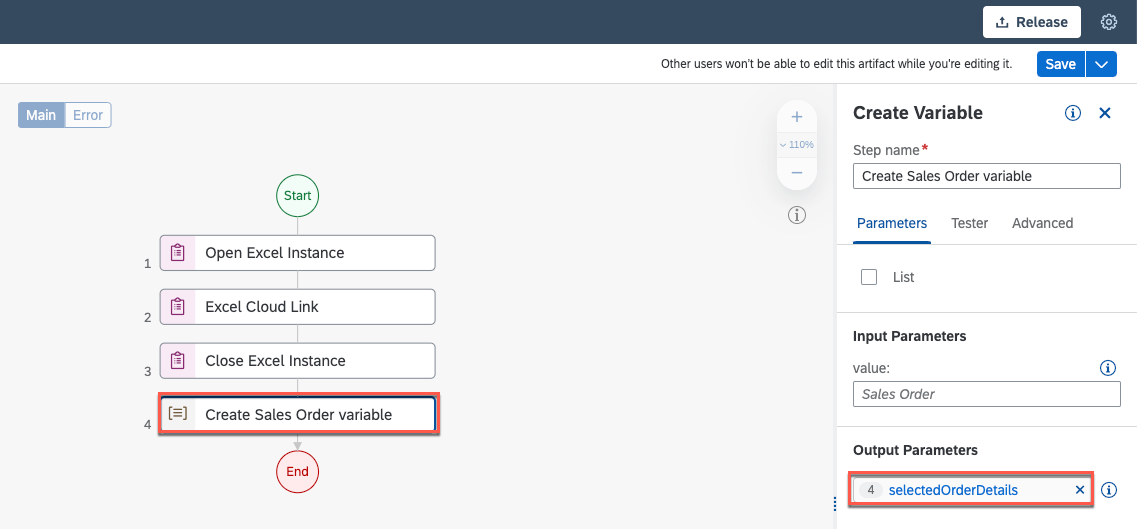 Release
Other users won't be able to edit this artifact while you're editing it.
Save
Main
Error
110%
Start
1
Open Excel Instance
2
Excel Cloud Link
3
Close Excel Instance
4
Create Sales Order variable
End
Create Variable
Step name*
Create Sales Order variable
Parameters
Tester
Advanced
List
Input Parameters
value:
Sales Order
Output Parameters
4 selectedOrderDetails